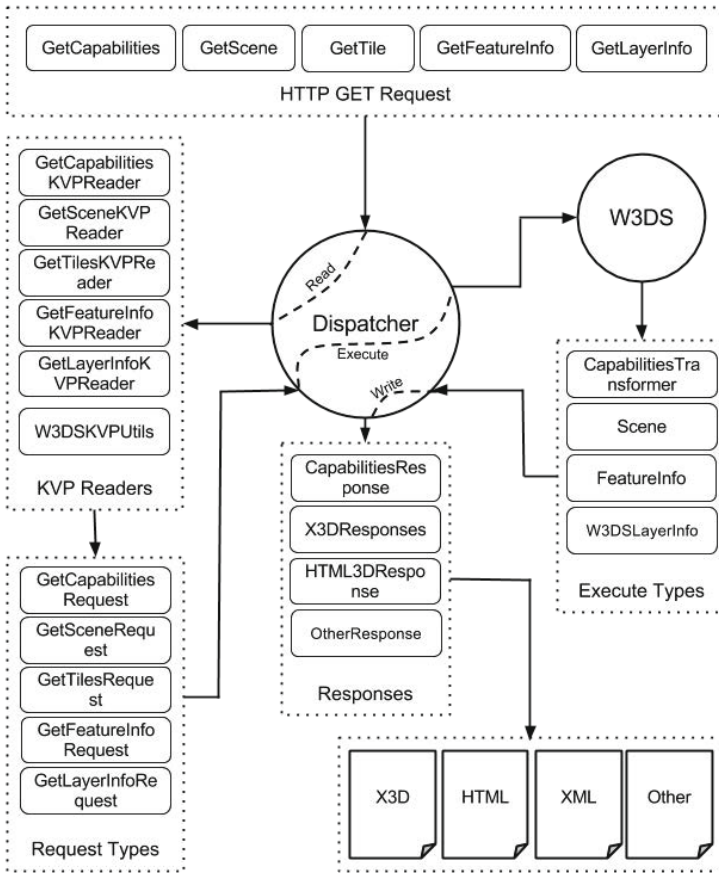 GetCapabilities
GetScene
GetTile
GetFeatureInfo
GetLayerInfo
HTTP GET Request
GetCapabilities
KVPReader
GetSceneKVP
Reader
GetTilesKVPRe
ader
GetFeatureInfo
KVPReader
GetLayerInfoK
VPReader
W3DSKVPUtils
KVP Readers
Read
Dispatcher
Execute
Write
W3DS
CapabilitiesTra
nsformer
Scene
FeatureInfo
W3DSLayerInfo
Execute Types
CapabilitiesRes
ponse
X3DResponses
HTML3DRespo
nse
OtherResponse
Responses
GetCapabilities
Request
GetSceneRequ
est
GetTilesReque
st
GetFeatureInfo
Request
GetLayerInfoRe
quest
Request Types
X3D
HTML
XML
Other